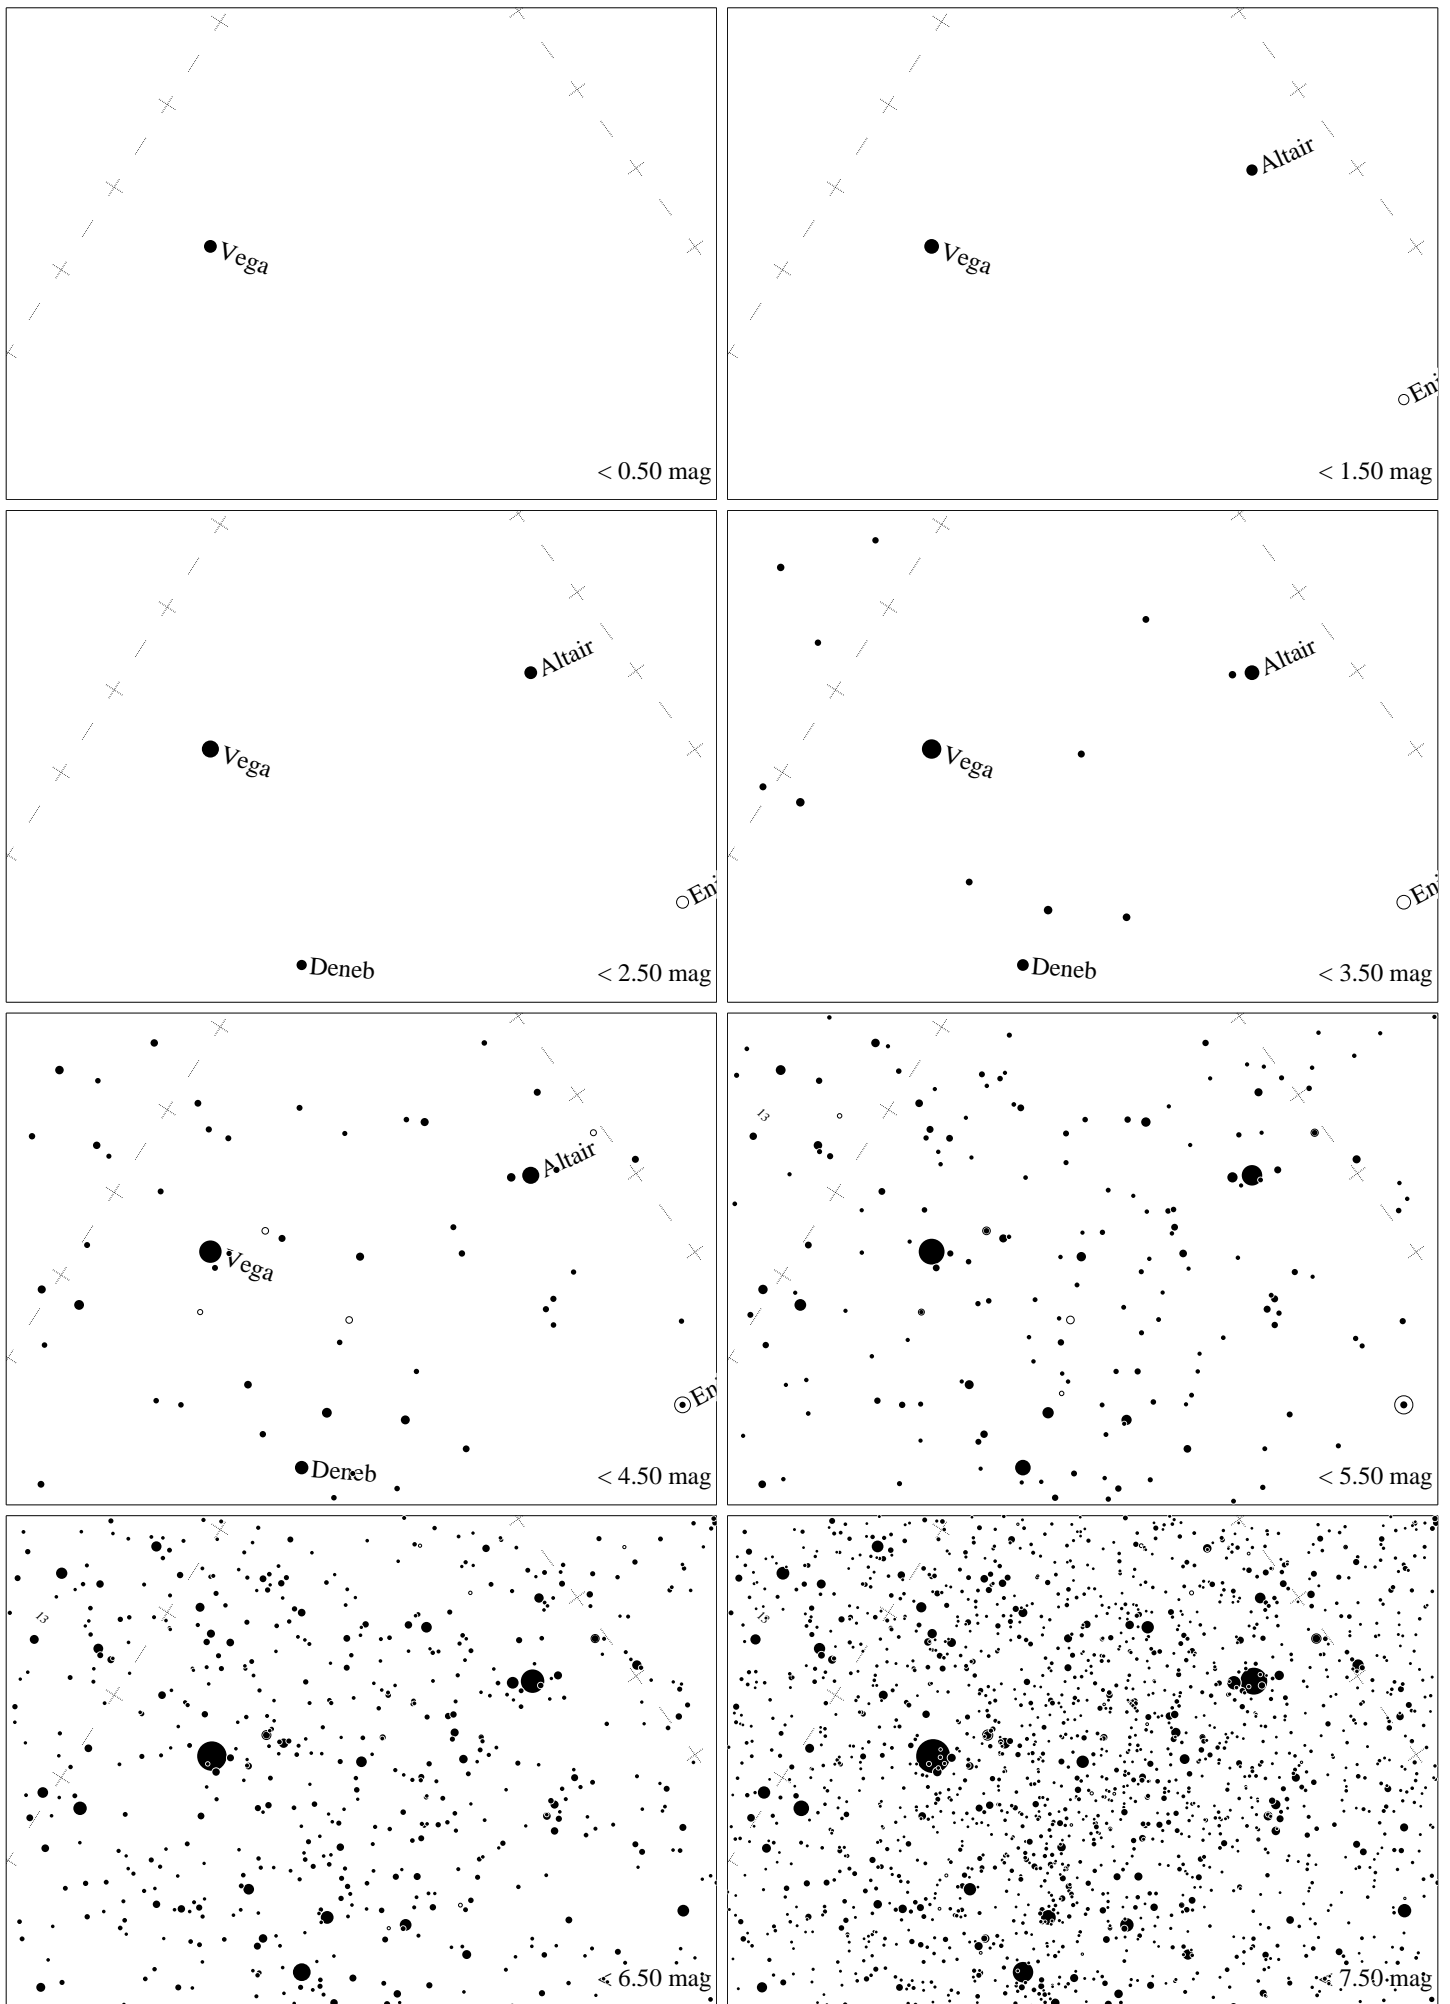 Vega
< 0.50 mag
Altair
Vega
Eni
< 1.50 mag
Altair
Vega
Eni
Deneb
< 2.50 mag
Altair
Vega
Eni
Deneb
< 3.50 mag
Altair
Vega
Eni
Deneb
< 4.50 mag
13
< 5.50 mag
13
< 6.50 mag
13
< 7.50 mag